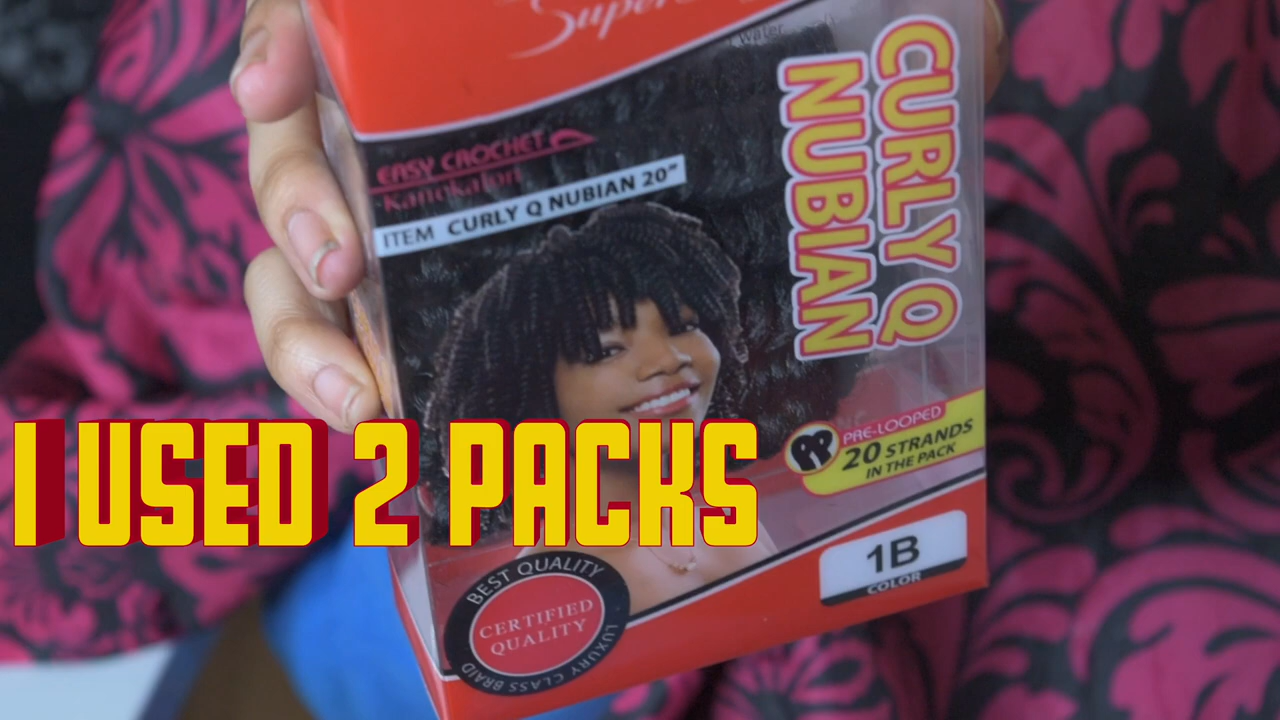 Super
Water
EASY CROCHET
Kanekalon
ITEM CURLY Q NUBIAN 20"
CURLY Q
NUBIAN
PRE-LOOPED
20 STRANDS
IN THE PACK
I USED 2 PACKS
1B
COLOR
BEST QUALITY
CERTIFIED
QUALITY
LUXURY CLASS BRAID